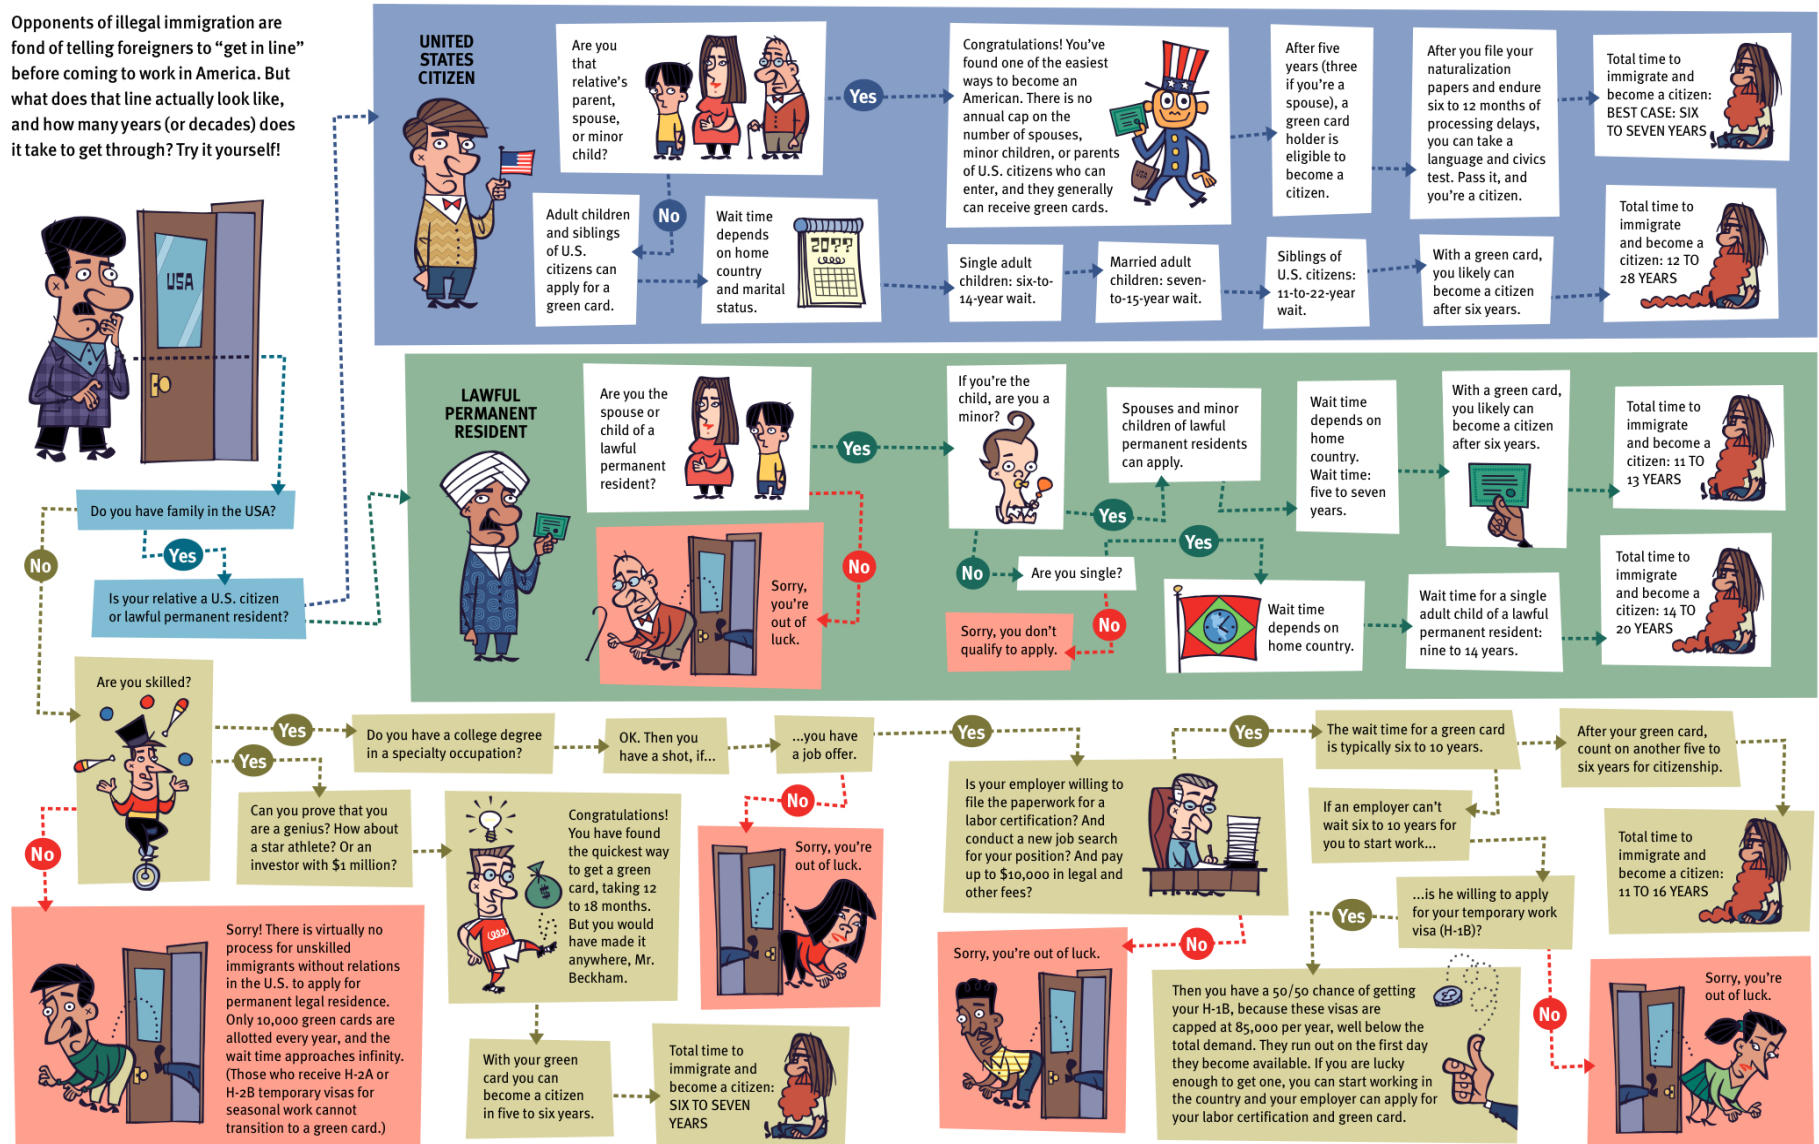 Opponents of illegal immigration are
fond of telling foreigners to “get in line”
before coming to work in America. But
what does that line actually look like,
and how many years (or decades) does
it take to get through? Try it yourself!
USA
Do you have family in the USA?
No
Yes
Is your relative a U.S. citizen
or lawful permanent resident?
UNITED
STATES
CITIZEN
Are you
that
relative’s
parent,
spouse,
or minor
child?
Yes
Congratulations! You’ve
found one of the easiest
ways to become an
American. There is no
annual cap on the
number of spouses,
minor children, or parents
of U.S. citizens who can
enter, and they generally
can receive green cards.
USA
After five
years (three
if you’re a
spouse), a
green card
holder is
eligible to
become a
citizen.
After you file your
naturalization
papers and endure
six to 12 months of
processing delays,
you can take a
language and civics
test. Pass it, and
you’re a citizen.
Total time to
immigrate and
become a citizen:
BEST CASE: SIX
TO SEVEN YEARS
No
Adult children
and siblings
of U.S.
citizens can
apply for a
green card.
Wait time
depends
on home
country
and marital
status.
20??
Single adult
children: six-to-
14-year wait.
Married adult
children: seven-
to-15-year wait.
Siblings of
U.S. citizens:
11-to-22-year
wait.
With a green card,
you likely can
become a citizen
after six years.
Total time to
immigrate
and become a
citizen: 12 TO
28 YEARS
LAWFUL
PERMANENT
RESIDENT
Are you the
spouse or
child of a
lawful
permanent
resident?
Yes
If you’re the
child, are you a
minor?
Yes
Spouses and minor
children of lawful
permanent residents
can apply.
Wait time
depends on
home
country.
Wait time:
five to seven
years.
With a green card,
you likely can
become a citizen
after six years.
Total time to
immigrate
and become a
citizen: 11 TO
13 YEARS
No
Sorry,
you’re
out of
luck.
No
Are you single?
Yes
No
Sorry, you don’t
qualify to apply.
Wait time
depends on
home country.
Wait time for a single
adult child of a lawful
permanent resident:
nine to 14 years.
Total time to
immigrate
and become a
citizen: 14 TO
20 YEARS
Are you skilled?
Yes
Do you have a college degree
in a specialty occupation?
OK. Then you
have a shot, if...
...you have
a job offer.
Yes
No
Sorry, you’re
out of luck.
Is your employer willing to
file the paperwork for a
labor certification? And
conduct a new job search
for your position? And pay
up to $10,000 in legal and
other fees?
Yes
The wait time for a green card
is typically six to 10 years.
After your green card,
count on another five to
six years for citizenship.
Total time to
immigrate and
become a citizen:
11 TO 16 YEARS
If an employer can’t
wait six to 10 years for
you to start work...
...is he willing to apply
for your temporary work
visa (H-1B)?
Yes
No
Sorry, you’re out of luck.
Then you have a 50/50 chance of getting
your H-1B, because these visas are
capped at 85,000 per year, well below the
total demand. They run out on the first day
they become available. If you are lucky
enough to get one, you can start working in
the country and your employer can apply for
your labor certification and green card.
No
Sorry, you’re
out of luck.
Yes
Can you prove that you
are a genius? How about
a star athlete? Or an
investor with $1 million?
$
Congratulations!
You have found
the quickest way
to get a green
card, taking 12
to 18 months.
But you would
have made it
anywhere, Mr.
Beckham.
With your green
card you can
become a citizen
in five to six years.
Total time to
immigrate and
become a citizen:
SIX TO SEVEN
YEARS
No
Sorry! There is virtually no
process for unskilled
immigrants without relations
in the U.S. to apply for
permanent legal residence.
Only 10,000 green cards are
allotted every year, and the
wait time approaches infinity.
(Those who receive H-2A or
H-2B temporary visas for
seasonal work cannot
transition to a green card.)